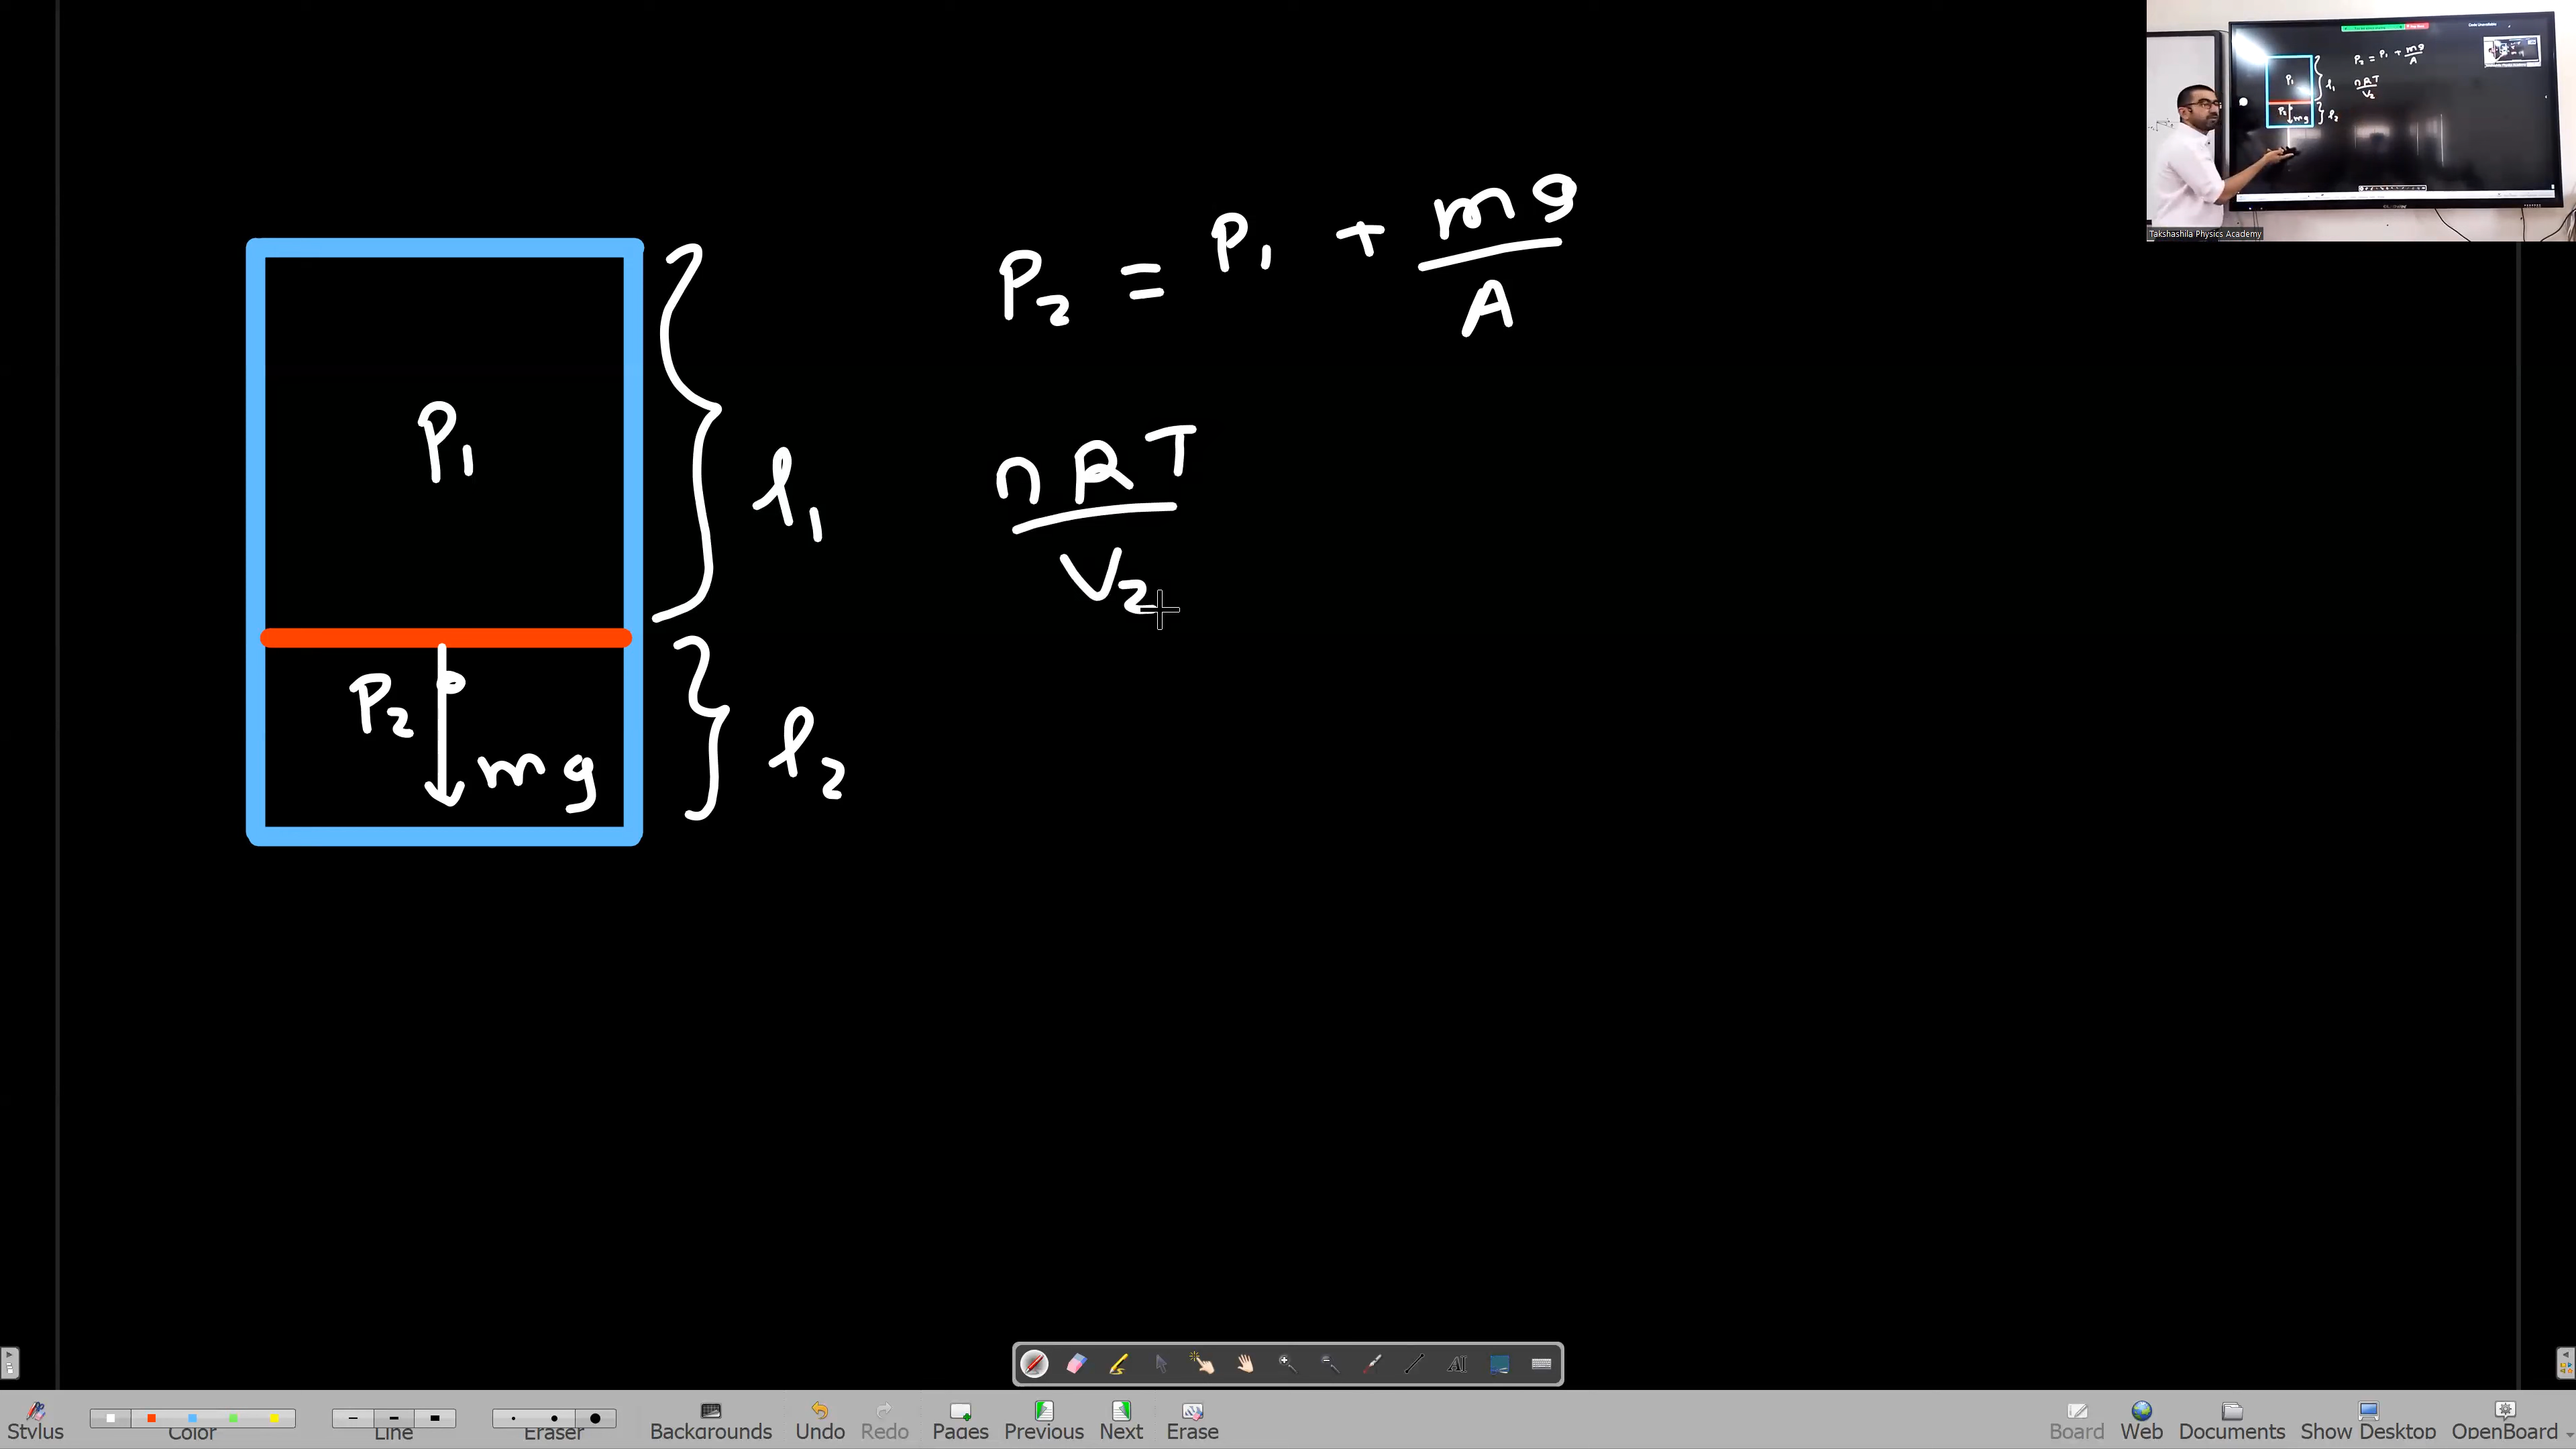 Takshashila Physics Academy
P₂ = P₁ + mg/A
P₁
l₁
nRT/V₂
P₂
mg
l₂
Stylus Color Line Eraser Backgrounds Undo Redo Pages Previous Next Erase Board Web Documents Show Desktop OpenBoard